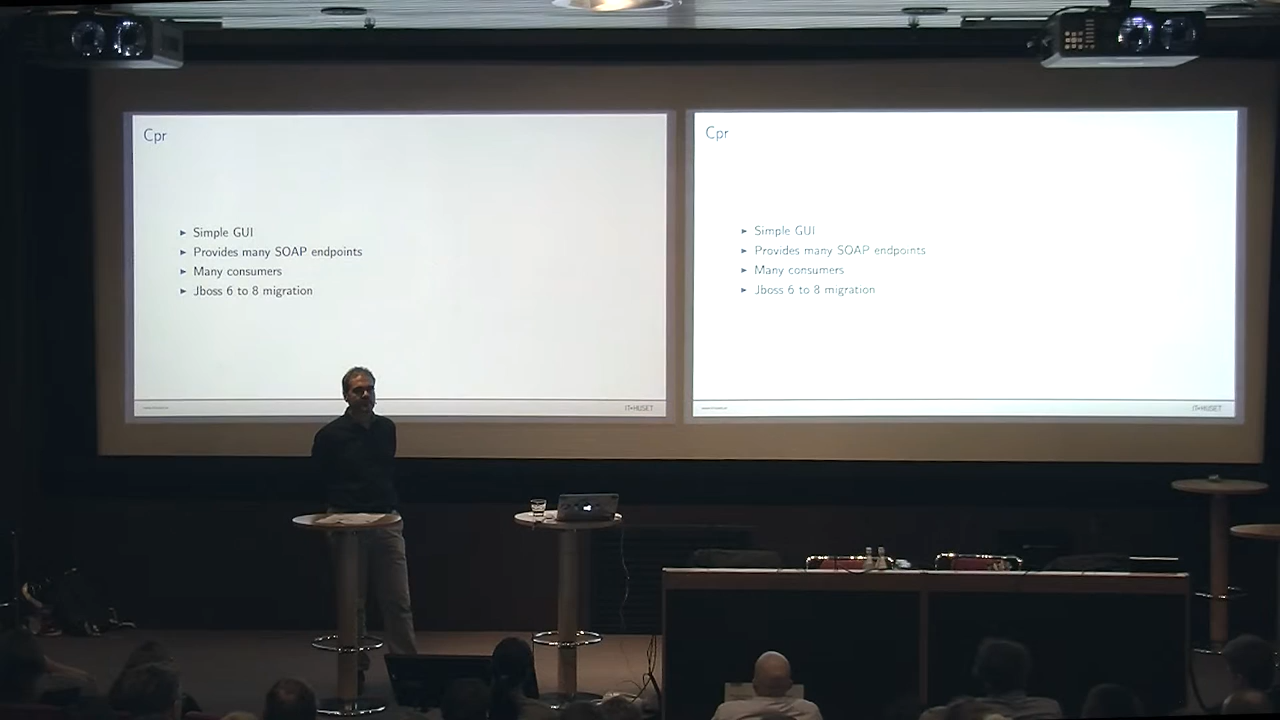 Cpr
▸ Simple GUI
▸ Provides many SOAP endpoints
▸ Many consumers
▸ Jboss 6 to 8 migration
IT•HUSET
Cpr
▸ Simple GUI
▸ Provides many SOAP endpoints
▸ Many consumers
▸ Jboss 6 to 8 migration
IT•HUSET